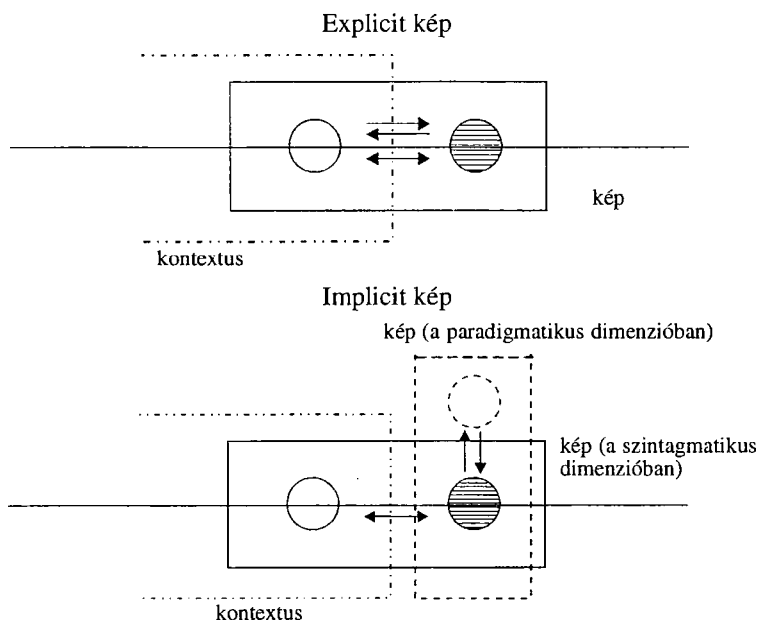 Explicit kép
kép
kontextus
Implicit kép
kép (a paradigmatikus dimenzióban)
kép (a szintagmatikus
dimenzióban)
kontextus